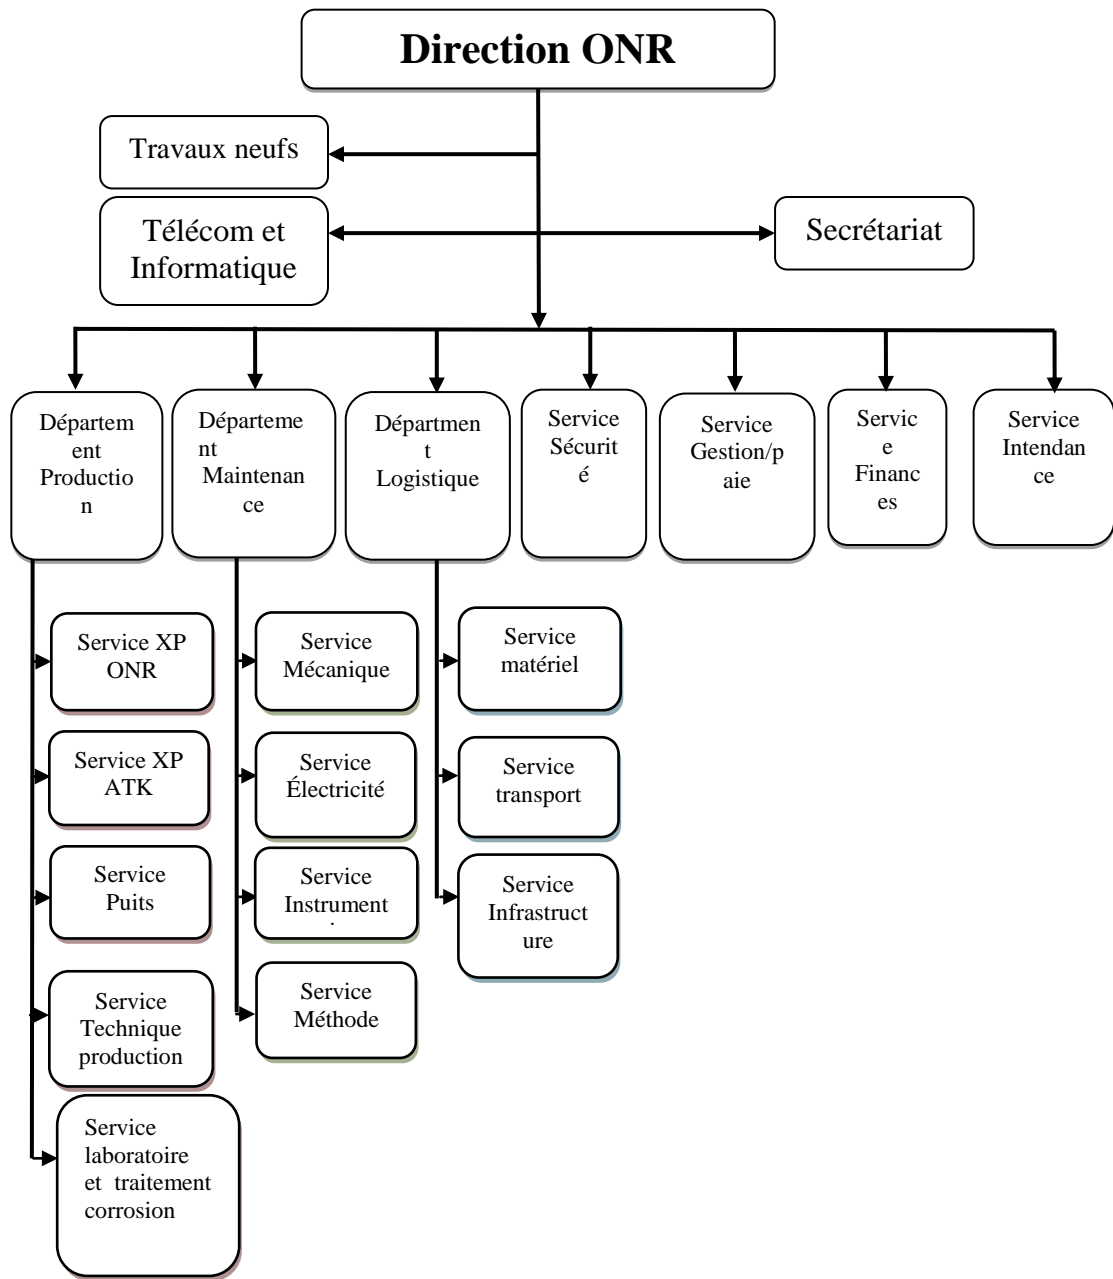 Direction ONR
Travaux neufs
Télécom et
Informatique
Secrétariat
Départem
ent
Productio
n
Départeme
nt
Maintenan
ce
Départmen
t
Logistique
Service
Sécurit
é
Service
Gestion/p
aie
Servic
e
Financ
es
Service
Intendan
ce
Service XP
ONR
Service XP
ATK
Service
Puits
Service
Technique
production
Service
laboratoire
et traitement
corrosion
Service
Mécanique
Service
Électricité
Service
Instrument
Service
Méthode
Service
matériel
Service
transport
Service
Infrastruct
ure